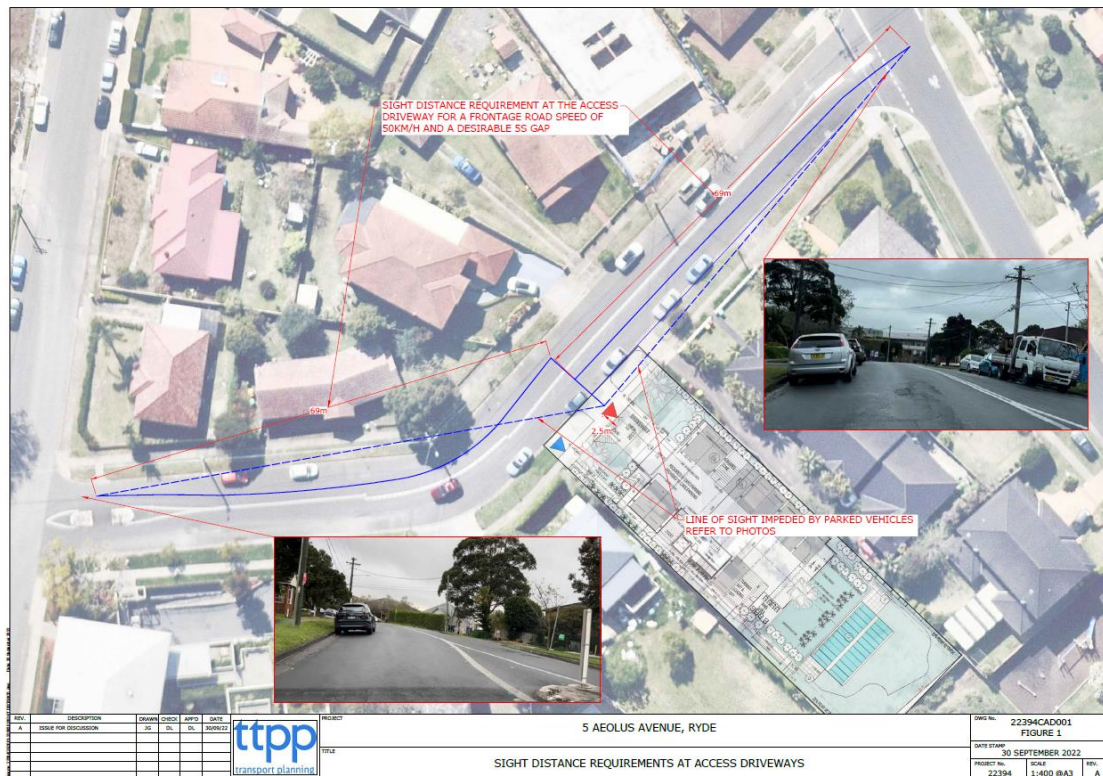 SIGHT DISTANCE REQUIREMENT AT THE ACCESS
DRIVEWAY FOR A FRONTAGE ROAD SPEED OF
50KM/H AND A DESIRABLE 5S GAP
69m
69m
2.5m
LINE OF SIGHT IMPEDED BY PARKED VEHICLES
REFER TO PHOTOS
REV. DESCRIPTION DRAWN CHECK APP'D DATE
A ISSUE FOR DISCUSSION JG DL DL 30/09/22
ttpp
transport planning
PROJECT
5 AEOLUS AVENUE, RYDE
TITLE
SIGHT DISTANCE REQUIREMENTS AT ACCESS DRIVEWAYS
DWG No. 22394CAD001
FIGURE 1
DATE STAMP
30 SEPTEMBER 2022
PROJECT No. SCALE REV.
22394 1:400 @A3 A